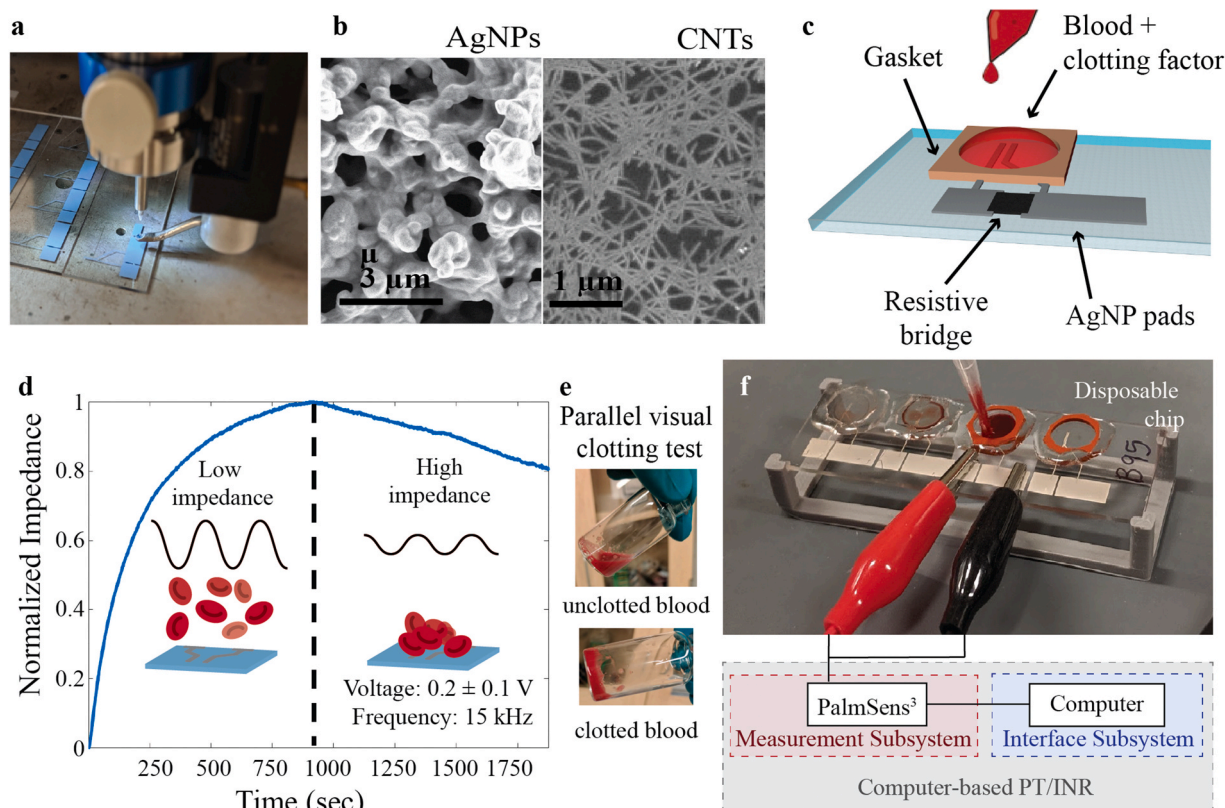 a
b
AgNPs
CNTs
µ
3 µm
1 µm
c
Blood +
clotting factor
Gasket
Resistive
bridge
AgNP pads
d
Normalized Impedance
1
0.8
0.6
0.4
0.2
0
Low
impedance
High
impedance
Voltage: 0.2 ± 0.1 V
Frequency: 15 kHz
250
500
750
1000
1250
1500
1750
Time (sec)
e
Parallel visual
clotting test
unclotted blood
clotted blood
f
Disposable
chip
B95
PalmSens³
Computer
Measurement Subsystem
Interface Subsystem
Computer-based PT/INR